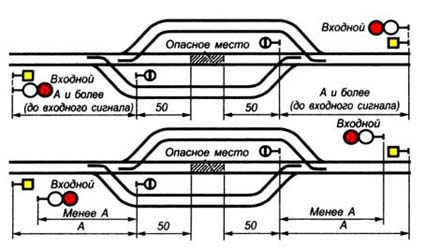 Опасное место
Входной
Входной
А и более
(до входного сигнала)
50
50
А и более
(до входного сигнала)
Входной
Опасное место
Входной
Менее А
Менее А
А
50
50
А